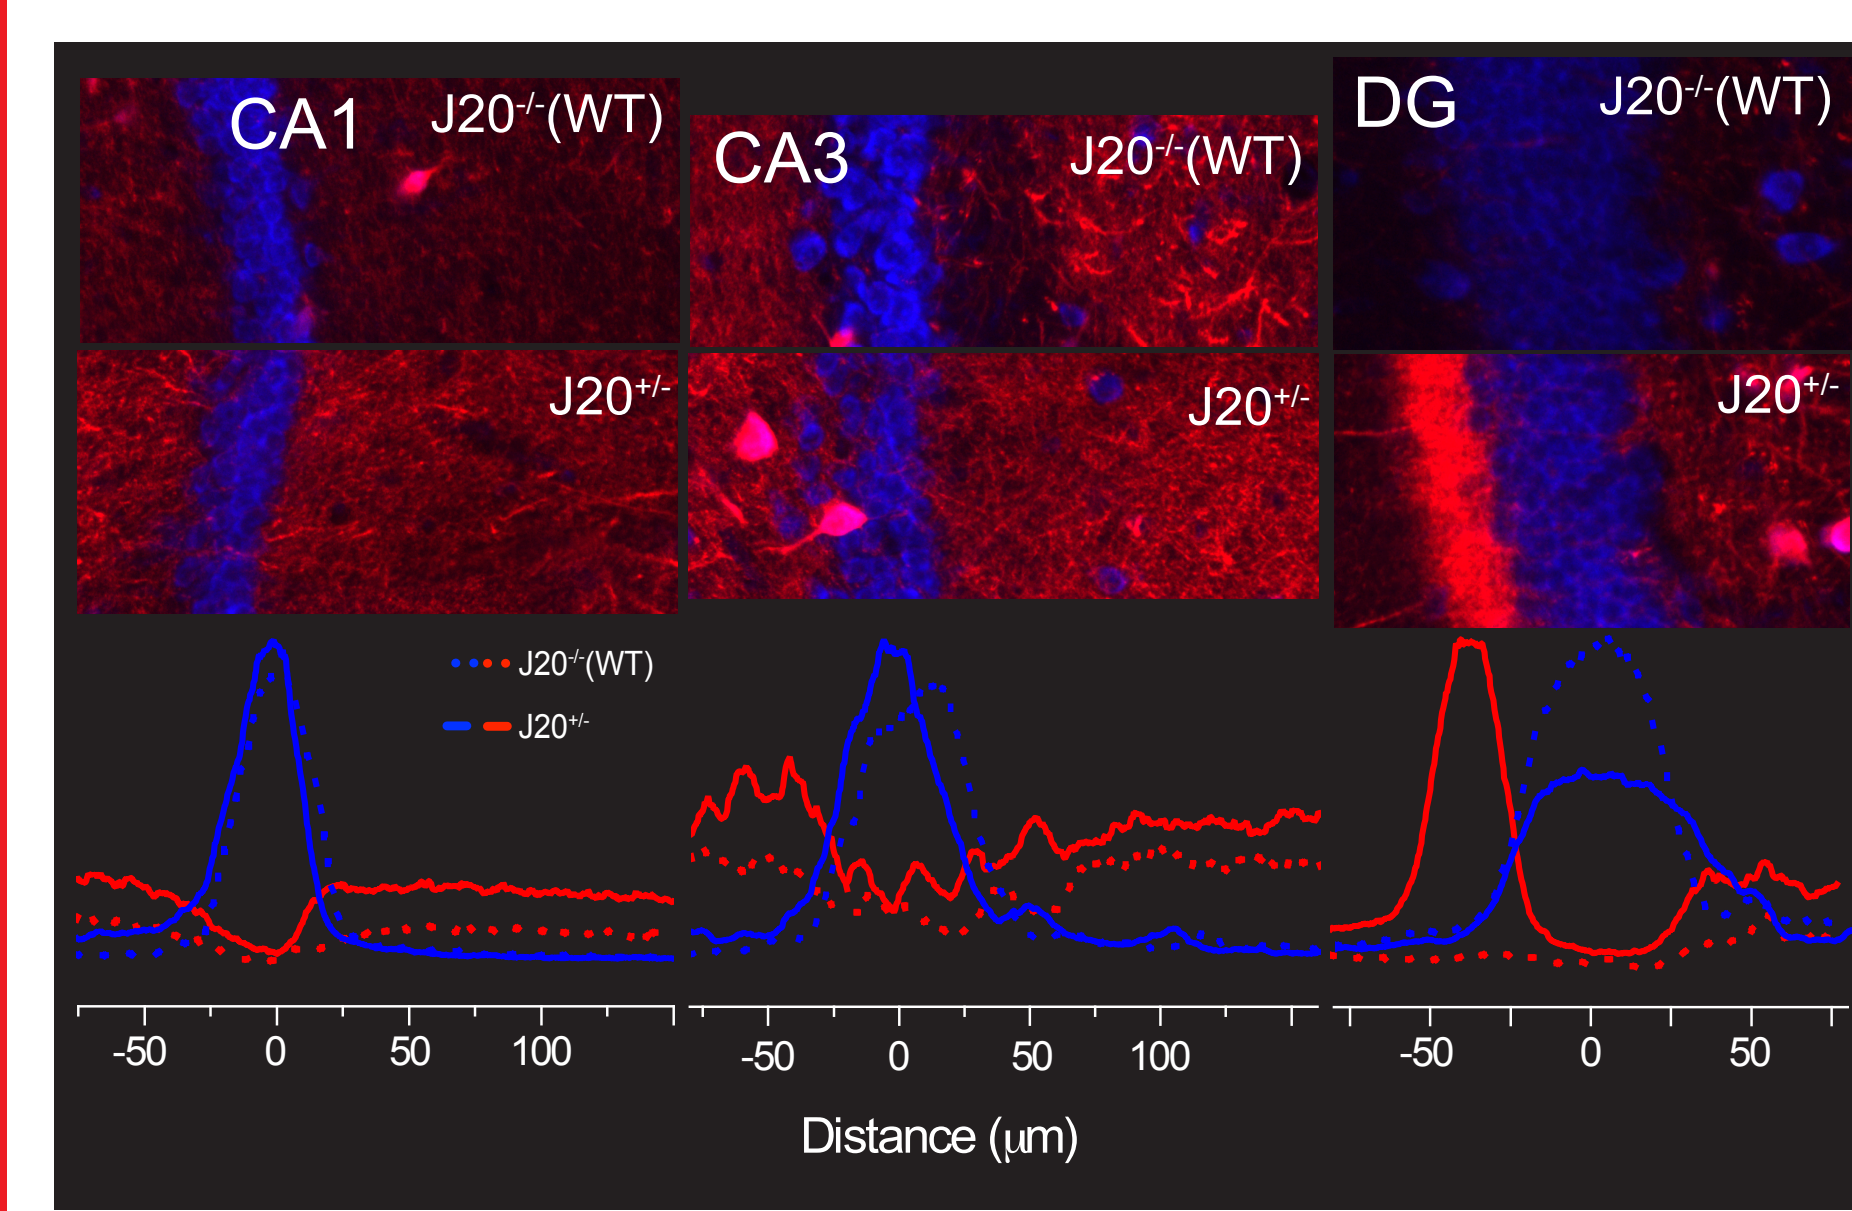 CA1 J20-/-(WT)
CA3 J20-/-(WT)
DG J20-/-(WT)
J20+/-
J20+/-
J20+/-
J20-/-(WT)
J20+/-
-50 0 50 100
-50 0 50 100
-50 0 50
Distance (μm)